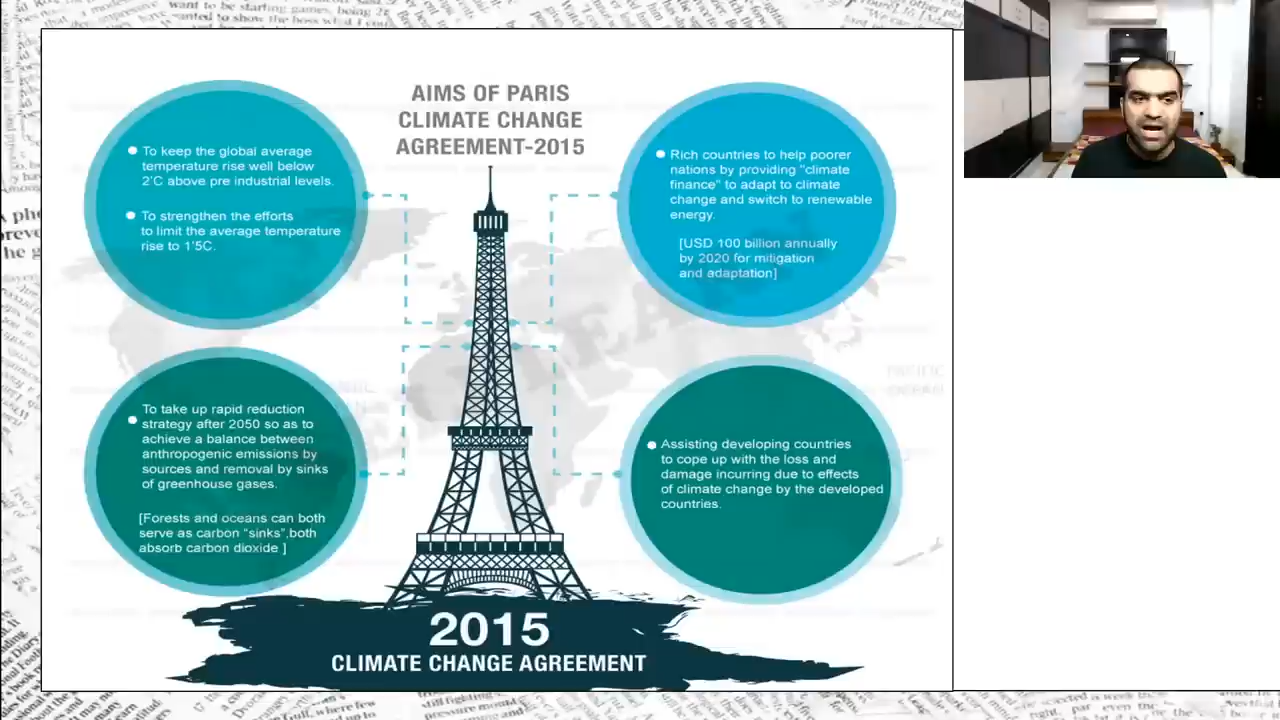 AIMS OF PARIS
CLIMATE CHANGE
AGREEMENT-2015
To keep the global average
temperature rise well below
2'C above pre industrial levels.
To strengthen the efforts
to limit the average temperature
rise to 1'5C.
Rich countries to help poorer
nations by providing "climate
finance" to adapt to climate
change and switch to renewable
energy.
[USD 100 billion annually
by 2020 for mitigation
and adaptation]
To take up rapid reduction
strategy after 2050 so as to
achieve a balance between
anthropogenic emissions by
sources and removal by sinks
of greenhouse gases.
[Forests and oceans can both
serve as carbon “sinks”,both
absorb carbon dioxide ]
Assisting developing countries
to cope up with the loss and
damage incurring due to effects
of climate change by the developed
countries.
2015
CLIMATE CHANGE AGREEMENT